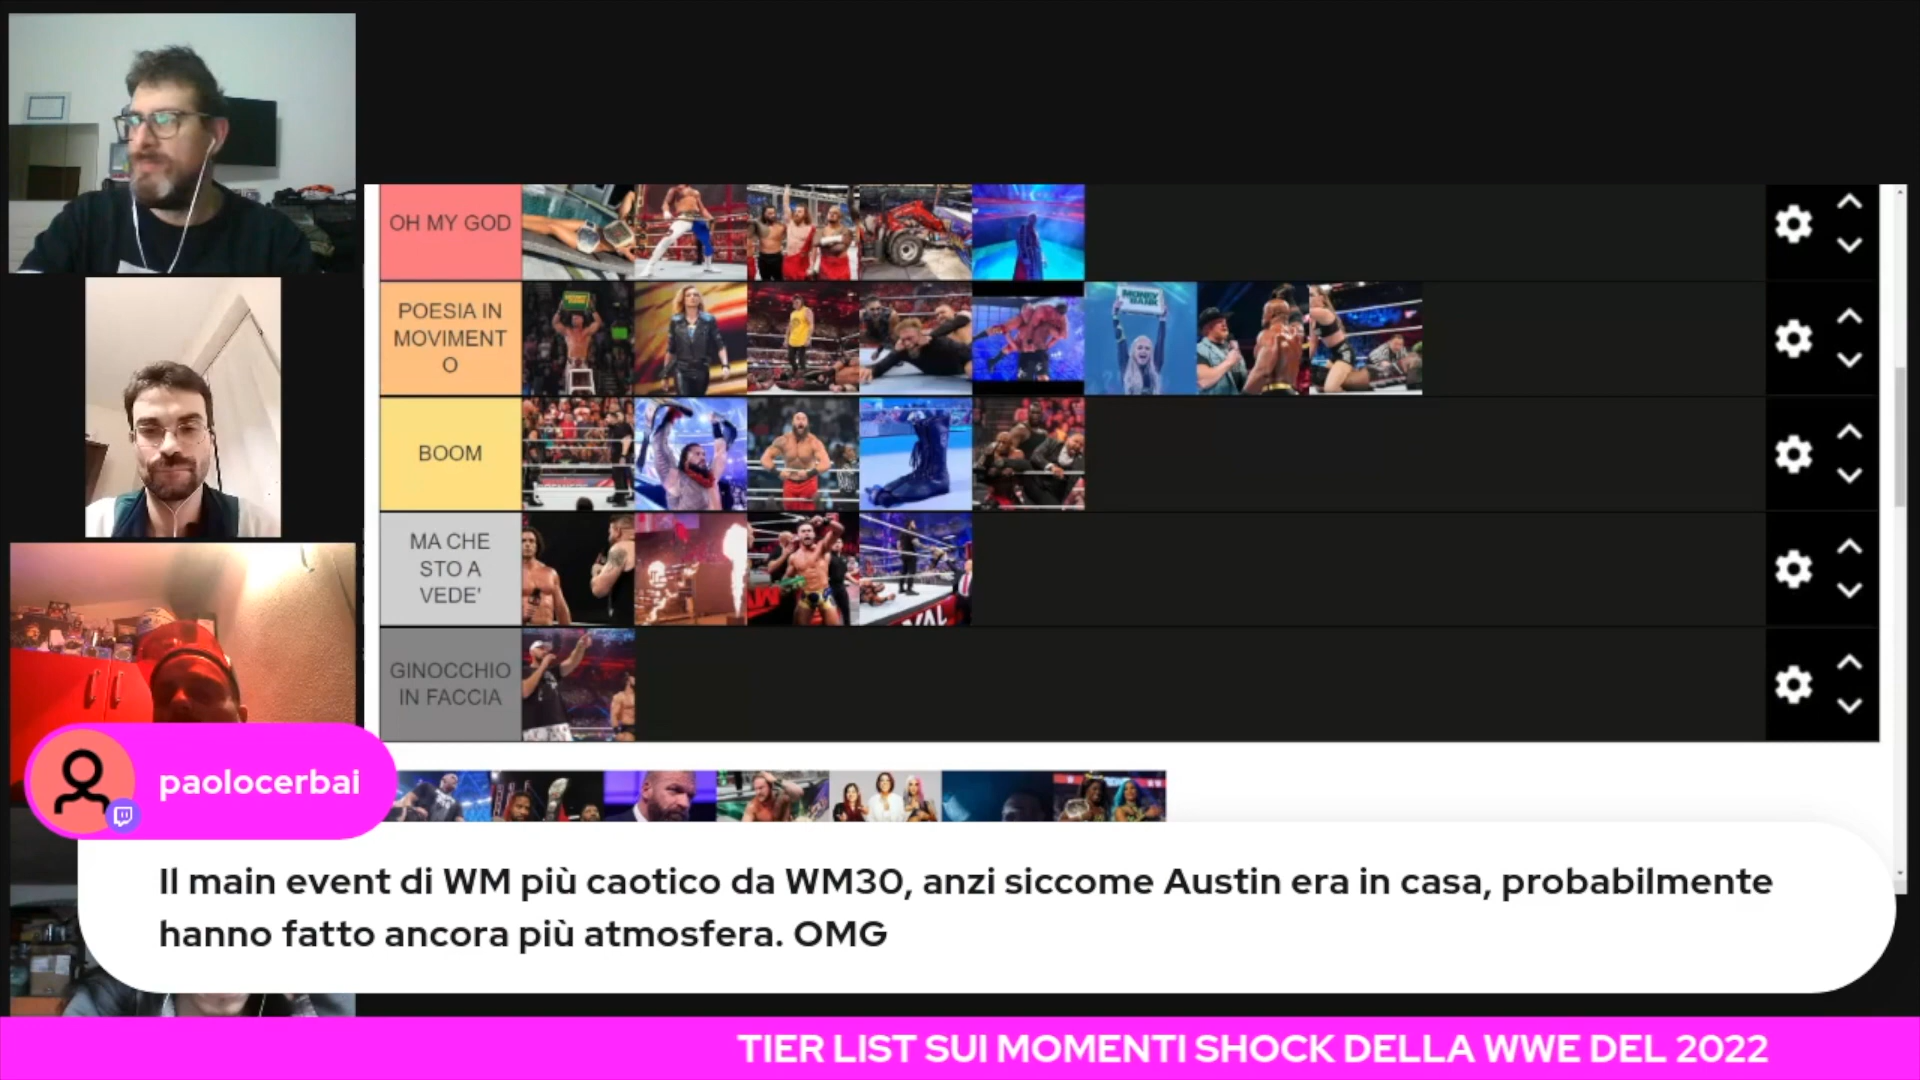 OH MY GOD
POESIA IN
MOVIMENT
O
BOOM
MA CHE
STO A
VEDE'
GINOCCHIO
IN FACCIA
paolocerbai
Il main event di WM più caotico da WM30, anzi siccome Austin era in casa, probabilmente
hanno fatto ancora più atmosfera. OMG
TIER LIST SUI MOMENTI SHOCK DELLA WWE DEL 2022